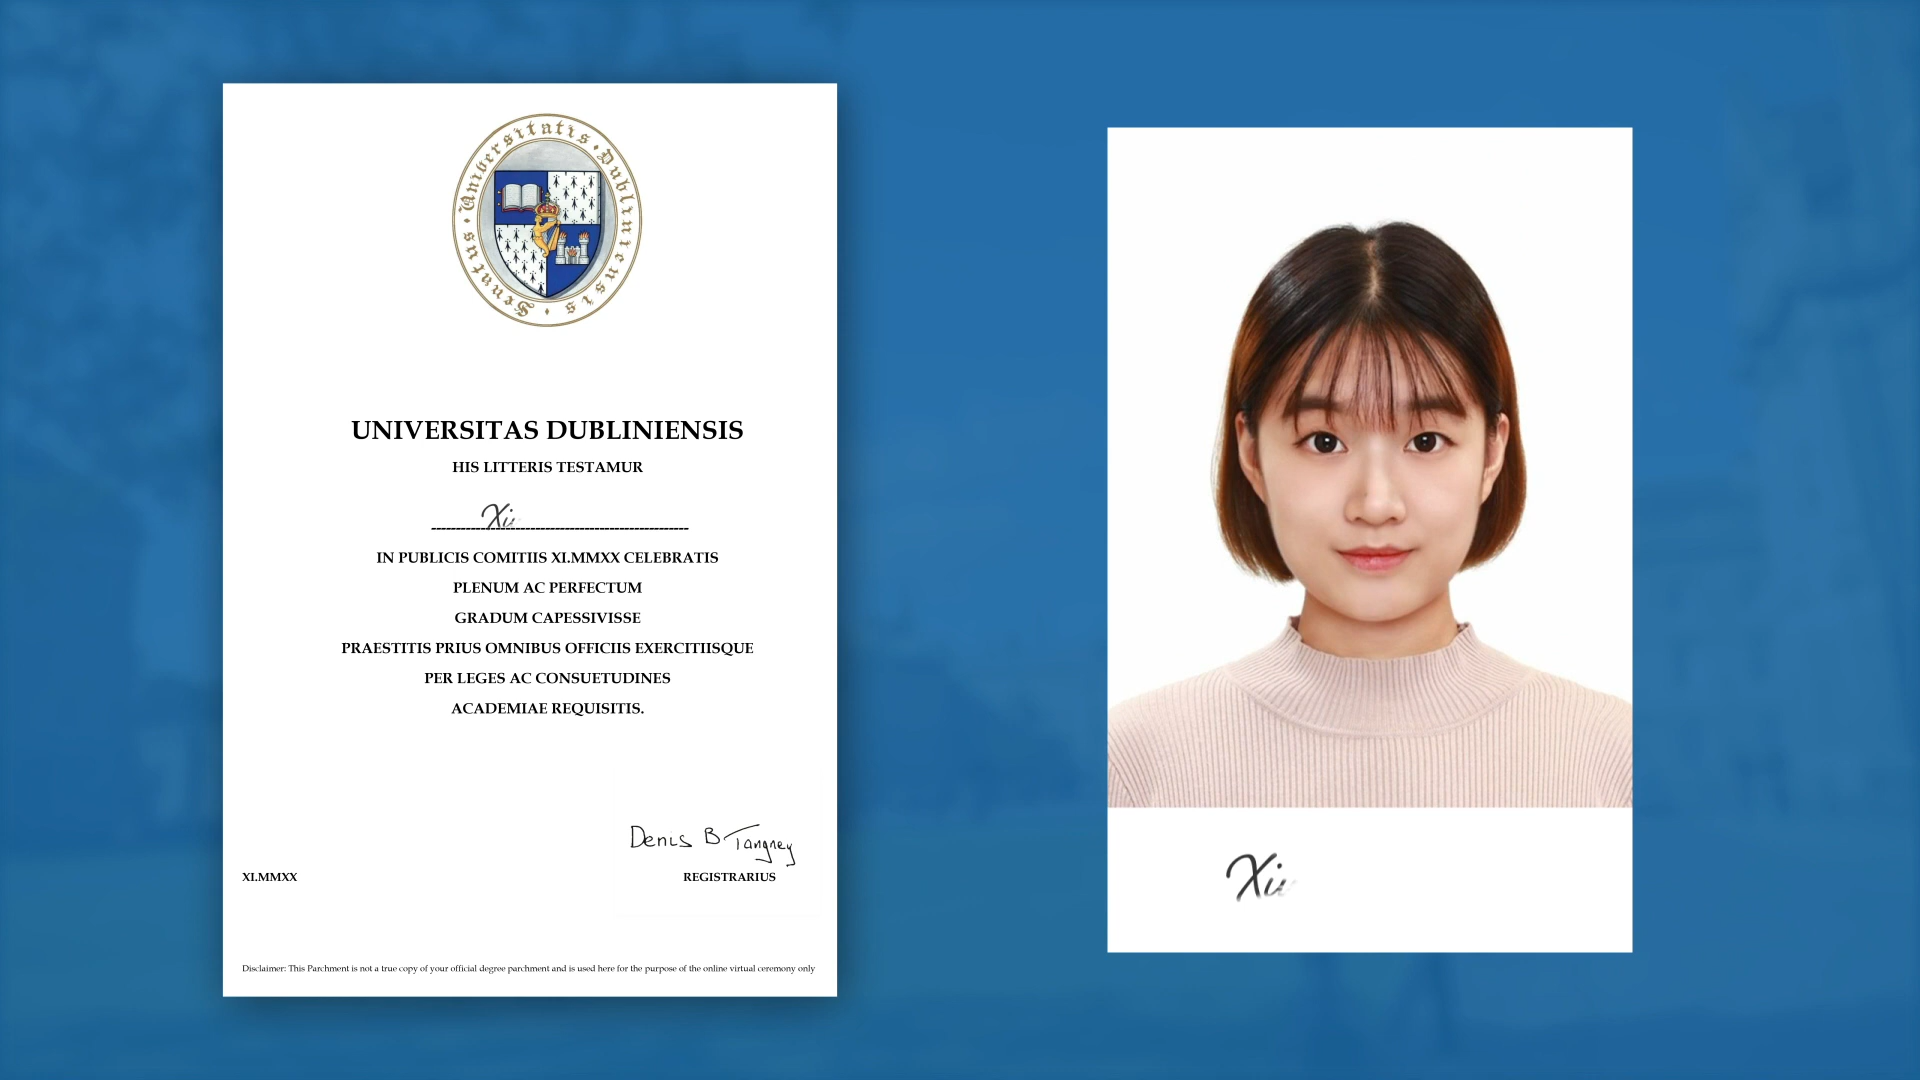 Senatus · Universitatis · Dubliniensis ·
UNIVERSITAS DUBLINIENSIS
HIS LITTERIS TESTAMUR
Xi
IN PUBLICIS COMITIIS XI.MMXX CELEBRATIS
PLENUM AC PERFECTUM
GRADUM CAPESSIVISSE
PRAESTITIS PRIUS OMNIBUS OFFICIIS EXERCITIISQUE
PER LEGES AC CONSUETUDINES
ACADEMIAE REQUISITIS.
Denis B Tangney
XI.MMXX
REGISTRARIUS
Disclaimer: This Parchment is not a true copy of your official degree parchment and is used here for the purpose of the online virtual ceremony only
Xi